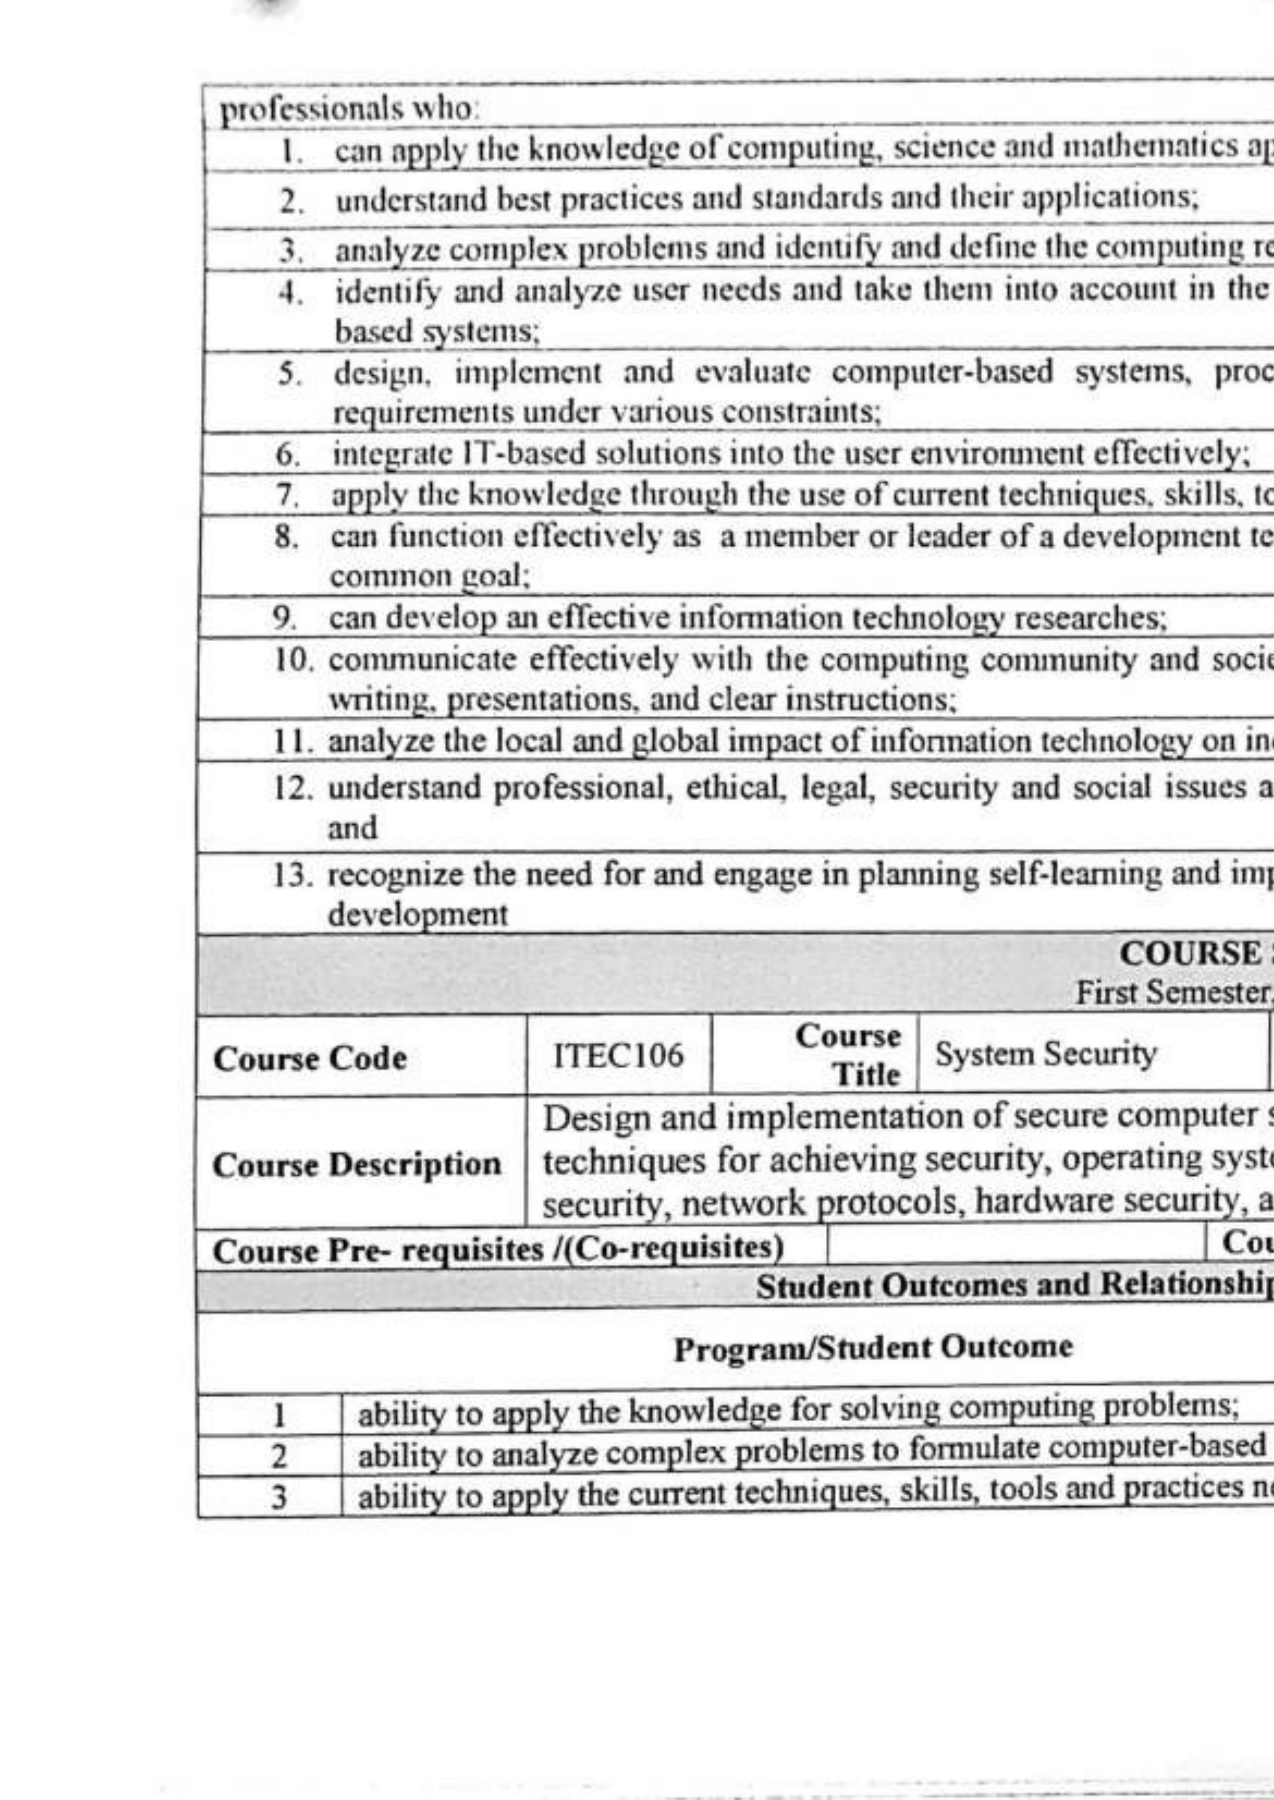 professionals who:
1. can apply the knowledge of computing, science and mathematics
2. understand best practices and standards and their applications;
3. analyze complex problems and identify and define the computing
4. identify and analyze user needs and take them into account in the
based systems;
5. design, implement and evaluate computer-based systems,
requirements under various constraints;
6. integrate IT-based solutions into the user environment effectively;
7. apply the knowledge through the use of current techniques, skills,
8. can function effectively as a member or leader of a development
common goal;
9. can develop an effective information technology researches;
10. communicate effectively with the computing community and
writing, presentations, and clear instructions;
11. analyze the local and global impact of information technology on
12. understand professional, ethical, legal, security and social issues
and
13. recognize the need for and engage in planning self-learning and
development
COURSE
First Semester,
Course Code ITEC106 Course Title System Security
Design and implementation of secure computer
Course Description techniques for achieving security, operating
security, network protocols, hardware security,
Course Pre- requisites /(Co-requisites)
Student Outcomes and
Program/Student Outcome
1 ability to apply the knowledge for solving computing problems;
2 ability to analyze complex problems to formulate computer-based
3 ability to apply the current techniques, skills, tools and practices